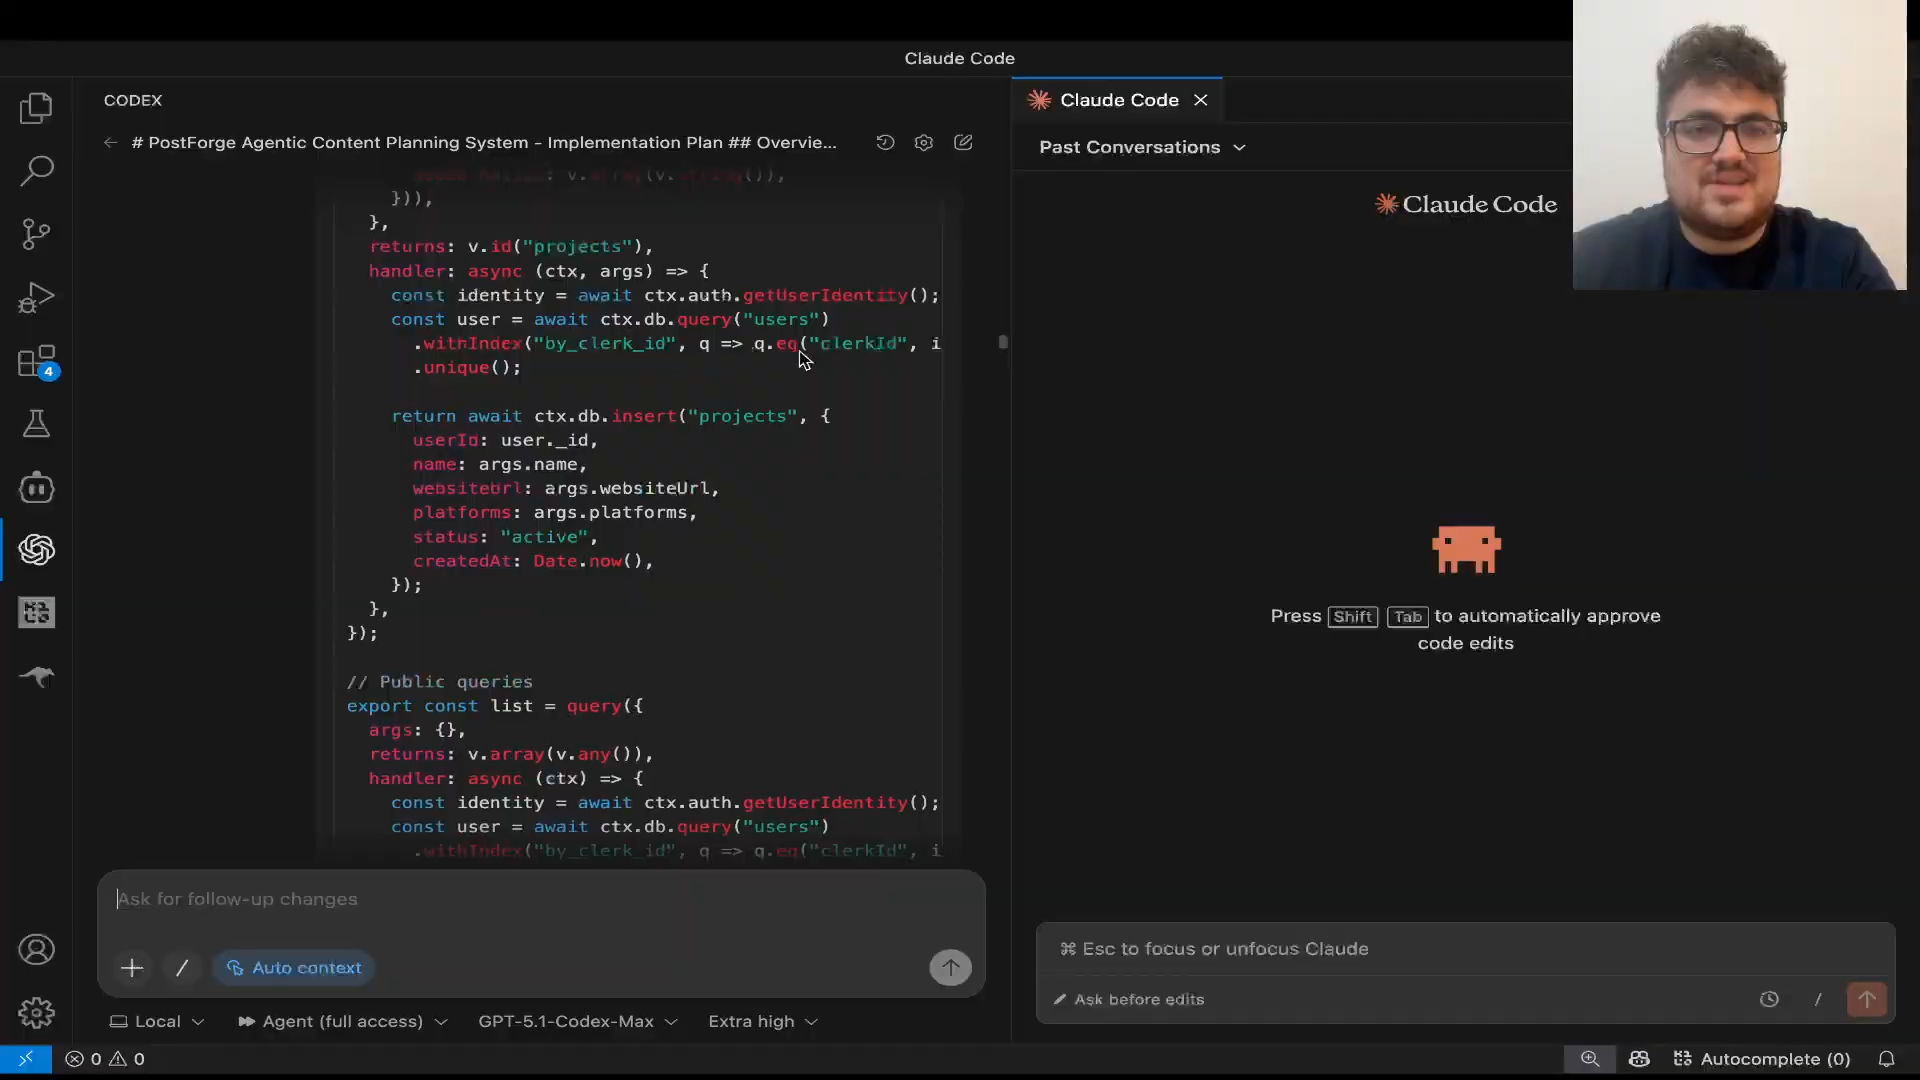 Claude Code
CODEX
# PostForge Agentic Content Planning System - Implementation Plan ## Overvie...
})),
},
returns: v.id("projects"),
handler: async (ctx, args) => {
const identity = await ctx.auth.getUserIdentity();
const user = await ctx.db.query("users")
.withIndex("by_clerk_id", q => q.eq("clerkId", i
.unique();
return await ctx.db.insert("projects", {
userId: user._id,
name: args.name,
websiteUrl: args.websiteUrl,
platforms: args.platforms,
status: "active",
createdAt: Date.now(),
});
},
});
// Public queries
export const list = query({
args: {},
returns: v.array(v.any()),
handler: async (ctx) => {
const identity = await ctx.auth.getUserIdentity();
const user = await ctx.db.query("users")
.withIndex("by_clerk_id", q => q.eq("clerkId", i
Ask for follow-up changes
/ Auto context
Local Agent (full access) GPT-5.1-Codex-Max Extra high
Claude Code
Past Conversations
Claude Code
Press Shift Tab to automatically approve
code edits
⌘ Esc to focus or unfocus Claude
Ask before edits /
4
0 0
Autocomplete (0)